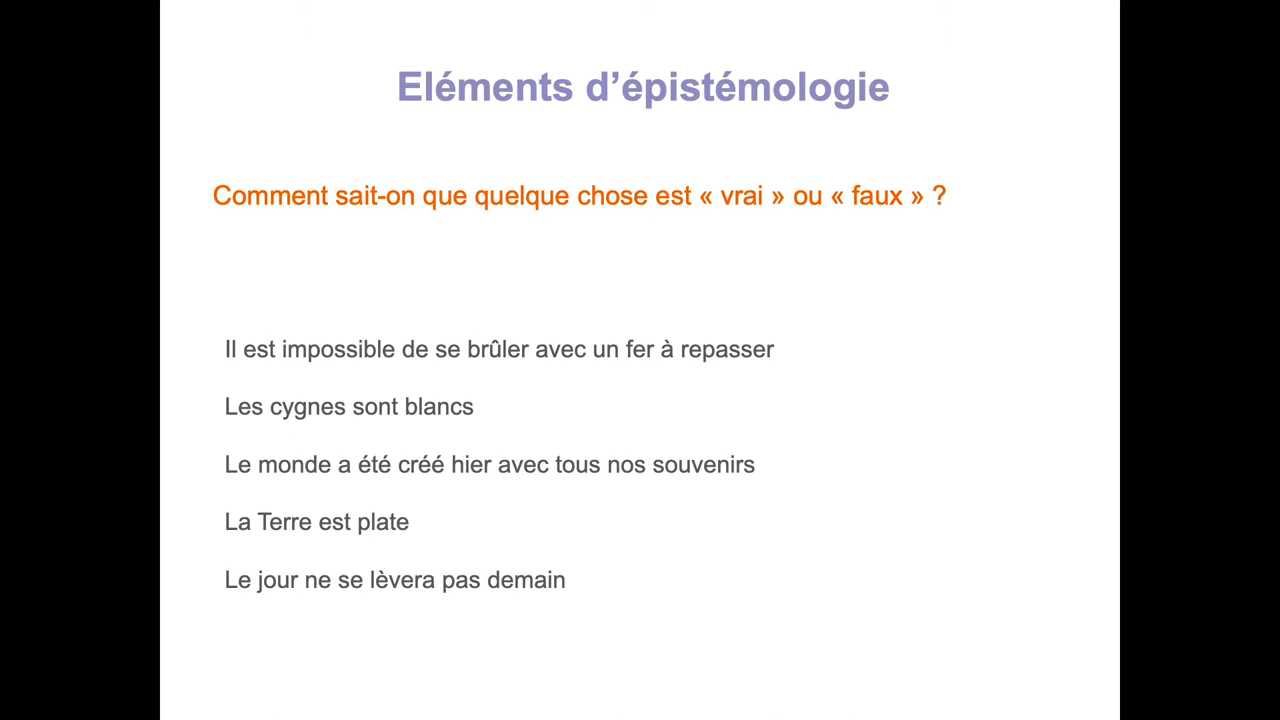 Eléments d’épistémologie
Comment sait-on que quelque chose est « vrai » ou « faux » ?
Il est impossible de se brûler avec un fer à repasser
Les cygnes sont blancs
Le monde a été créé hier avec tous nos souvenirs
La Terre est plate
Le jour ne se lèvera pas demain